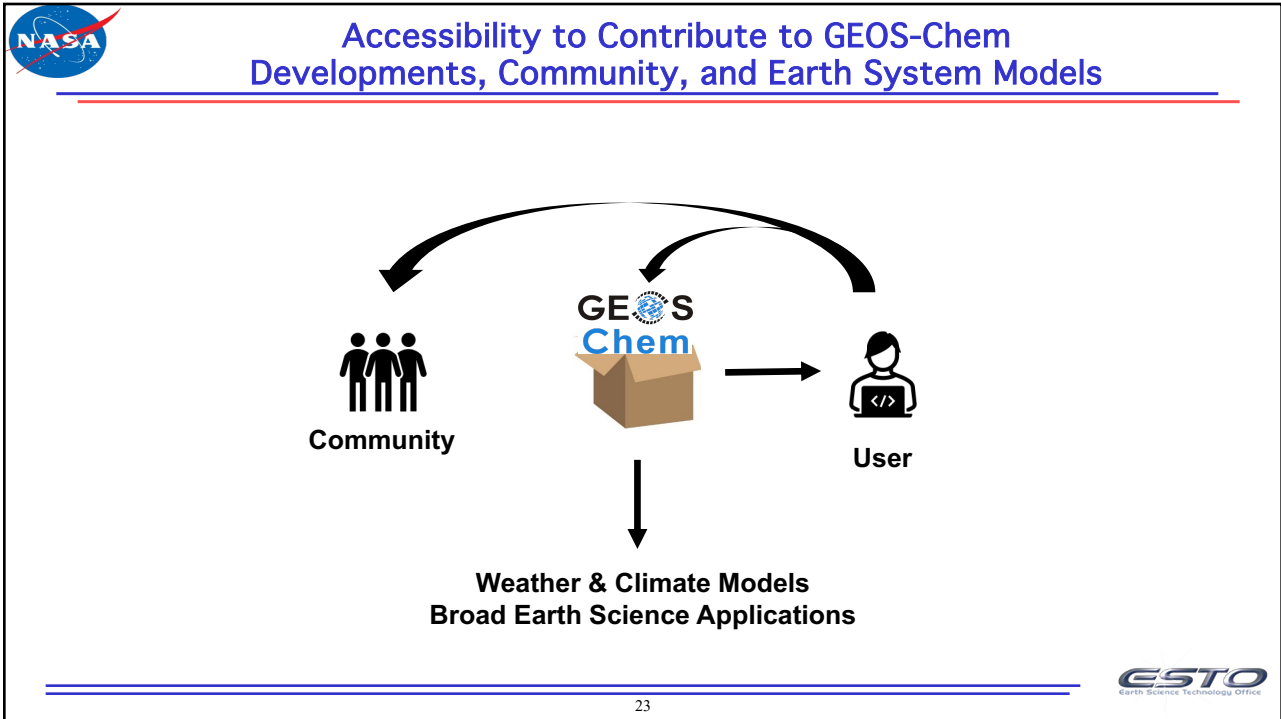 NASA
Accessibility to Contribute to GEOS-Chem
Developments, Community, and Earth System Models
GEOS
Chem
</>
Community
User
Weather & Climate Models
Broad Earth Science Applications
ESTO
Earth Science Technology Office
23